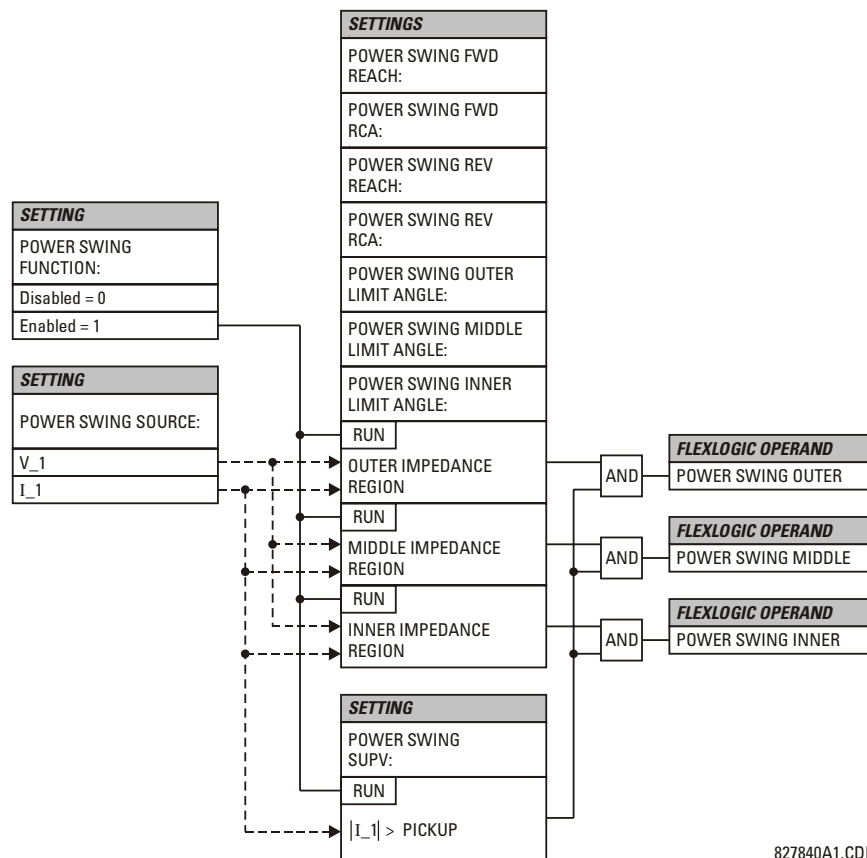 SETTINGS
POWER SWING FWD
REACH:
POWER SWING FWD
RCA:
POWER SWING REV
REACH:
POWER SWING REV
RCA:
POWER SWING OUTER
LIMIT ANGLE:
POWER SWING MIDDLE
LIMIT ANGLE:
POWER SWING INNER
LIMIT ANGLE:
RUN
OUTER IMPEDANCE
REGION
RUN
MIDDLE IMPEDANCE
REGION
RUN
INNER IMPEDANCE
REGION
SETTING
POWER SWING
FUNCTION:
Disabled = 0
Enabled = 1
SETTING
POWER SWING SOURCE:
V_1
I_1
SETTING
POWER SWING
SUPV:
RUN
|I_1| > PICKUP
AND
FLEXLOGIC OPERAND
POWER SWING OUTER
AND
FLEXLOGIC OPERAND
POWER SWING MIDDLE
AND
FLEXLOGIC OPERAND
POWER SWING INNER
827840A1.CD